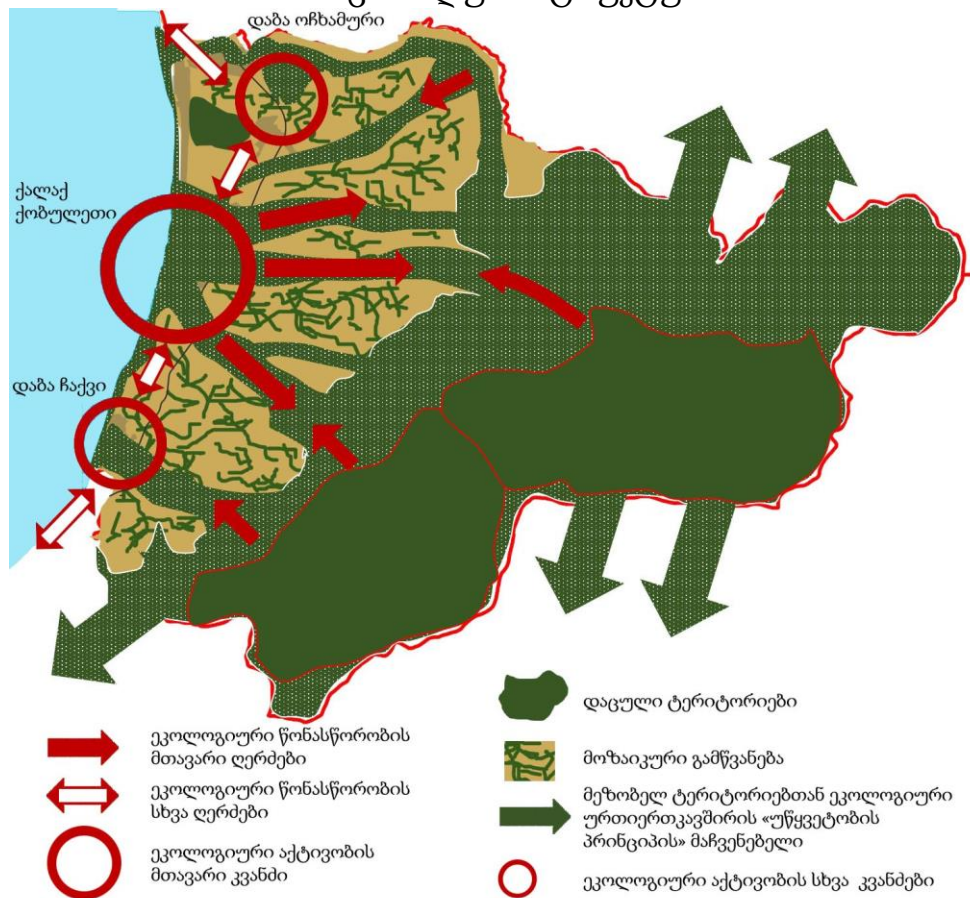 დაბა ოჩხამური
ქალაქ
ქობულეთი
დაბა ჩაქვი
ეკოლოგიური წონასწორობის
მთავარი ღერძები
ეკოლოგიური წონასწორობის
სხვა ღერძები
ეკოლოგიური აქტივობის
მთავარი კვანძი
დაცული ტერიტორიები
მოზაიკური გამწვანება
მეზობელ ტერიტორიებთან ეკოლოგიური
ურთიერთკავშირის «უწყვეტობის
პრინციპის» მაჩვენებელი
ეკოლოგიური აქტივობის სხვა კვანძები